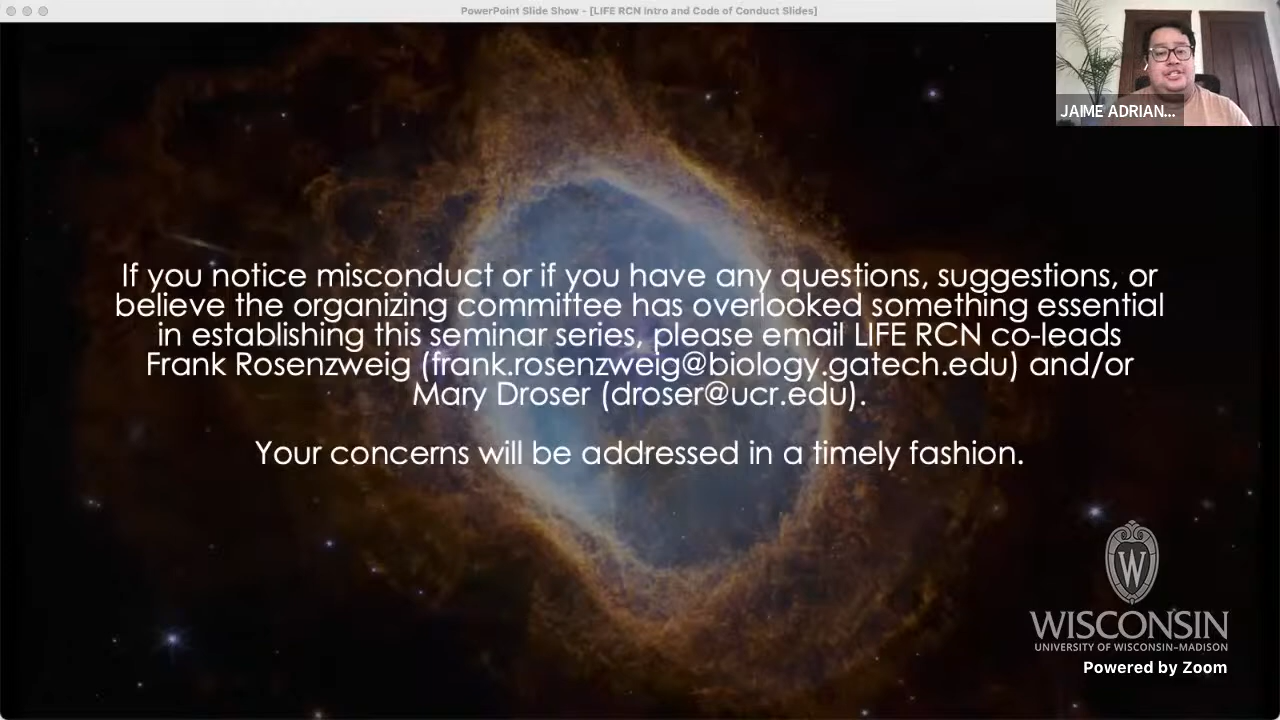 PowerPoint Slide Show - [LIFE RCN Intro and Code of Conduct Slides]
JAIME ADRIAN...
If you notice misconduct or if you have any questions, suggestions, or
believe the organizing committee has overlooked something essential
in establishing this seminar series, please email LIFE RCN co-leads
Frank Rosenzweig (frank.rosenzweig@biology.gatech.edu) and/or
Mary Droser (droser@ucr.edu).
Your concerns will be addressed in a timely fashion.
W
WISCONSIN
UNIVERSITY OF WISCONSIN-MADISON
Powered by Zoom